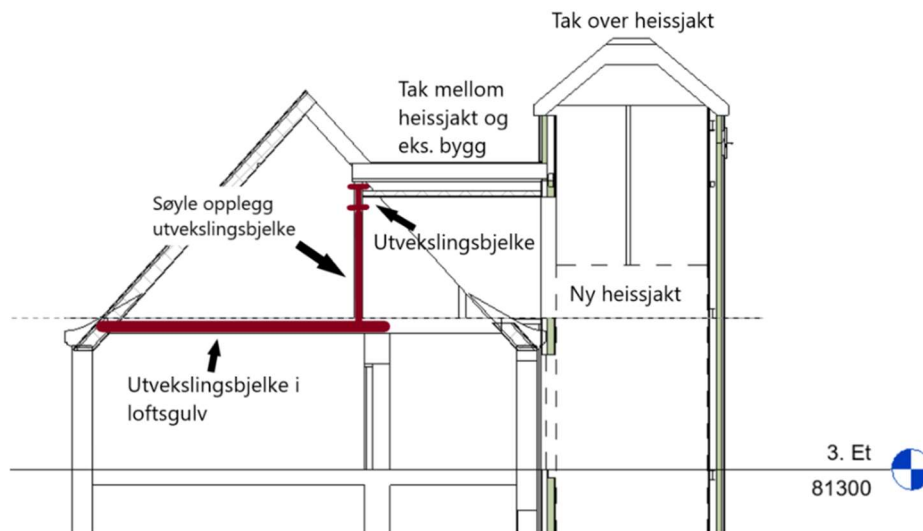 Tak over heissjakt
Tak mellom
heissjakt og
eks. bygg
Søyle opplegg
utvekslingsbjelke
Utvekslingsbjelke
Ny heissjakt
Utvekslingsbjelke i
loftsgulv
3. Et
81300